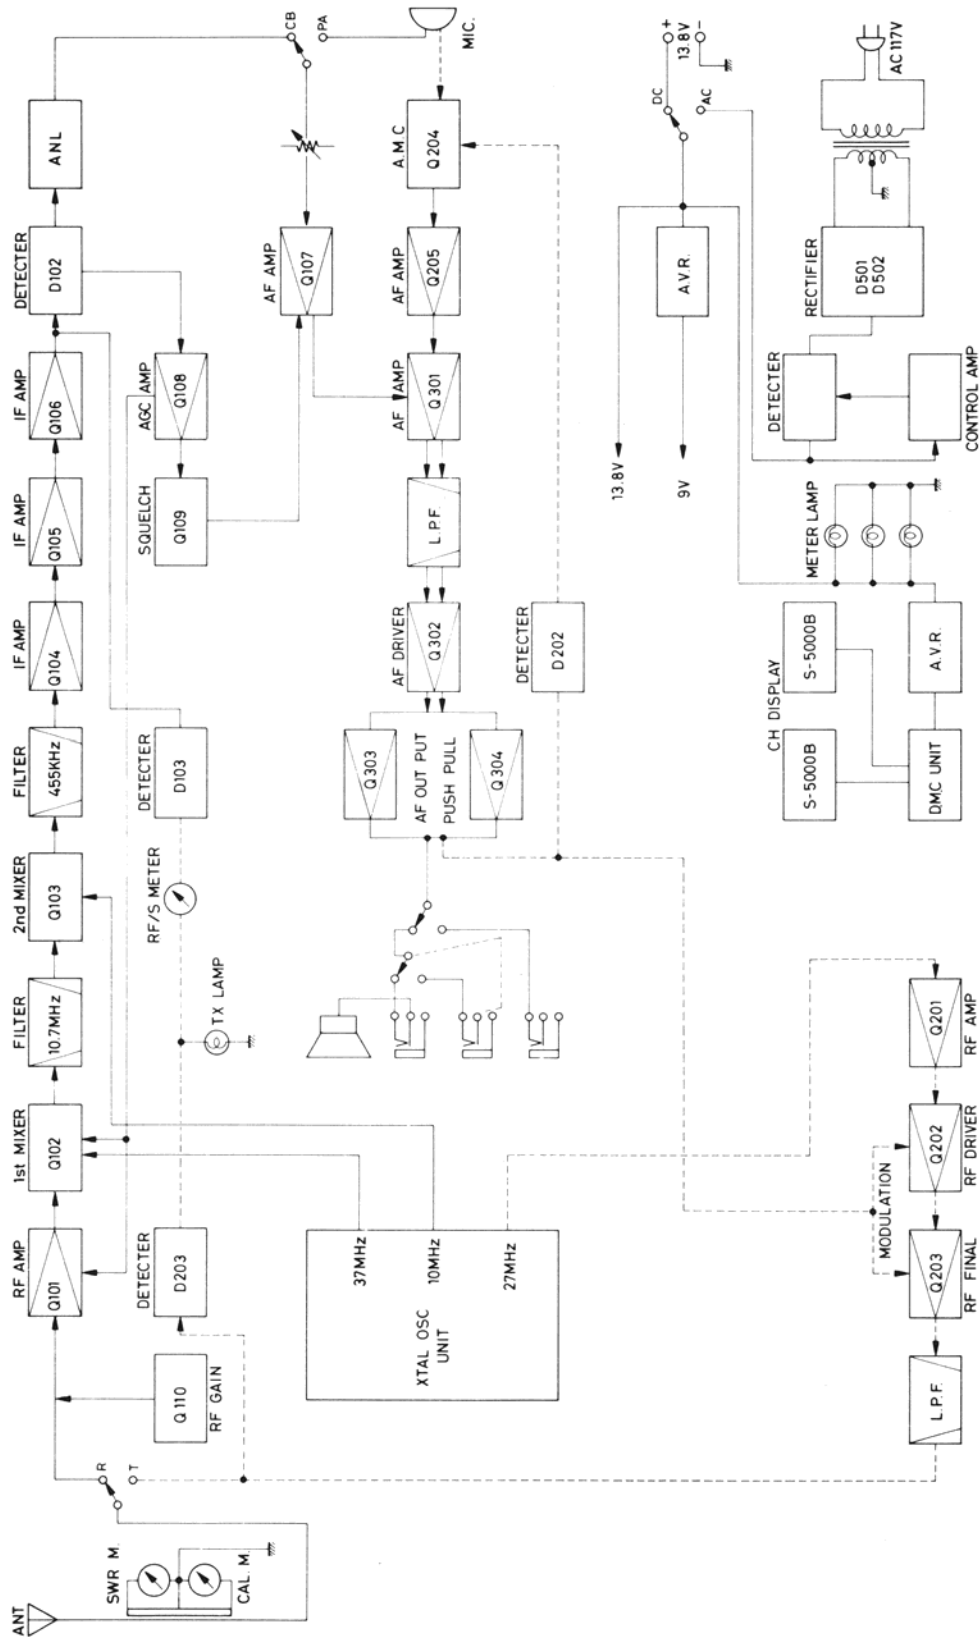 ANT
SWR M.
CAL. M.
R
T
Q110
RF GAIN
RF AMP
Q101
1st MIXER
Q102
FILTER
10.7MHz
2nd MIXER
Q103
FILTER
455KHz
IF AMP
Q104
IF AMP
Q105
IF AMP
Q106
DETECTER
D102
ANL
CB
PA
MIC.
DETECTER
D203
TX LAMP
RF/S METER
DETECTER
D103
SQUELCH
Q109
AGC AMP
Q108
AF AMP
Q107
A.M.C
Q204
AF AMP
Q205
AF AMP
Q301
L.P.F.
AF DRIVER
Q302
Q303
AF OUT PUT
PUSH PULL
Q304
DETECTER
D202
XTAL OSC
UNIT
37MHz
10MHz
27MHz
L.P.F.
Q203
RF FINAL
MODULATION
Q202
RF DRIVER
Q201
RF AMP
CH DISPLAY
S-5000B
S-5000B
D.M.C UNIT
A.V.R.
METER LAMP
13.8V
9V
A.V.R.
DC
AC
+
13.8V
-
DETECTER
CONTROL AMP
RECTIFIER
D501
D502
AC 117V